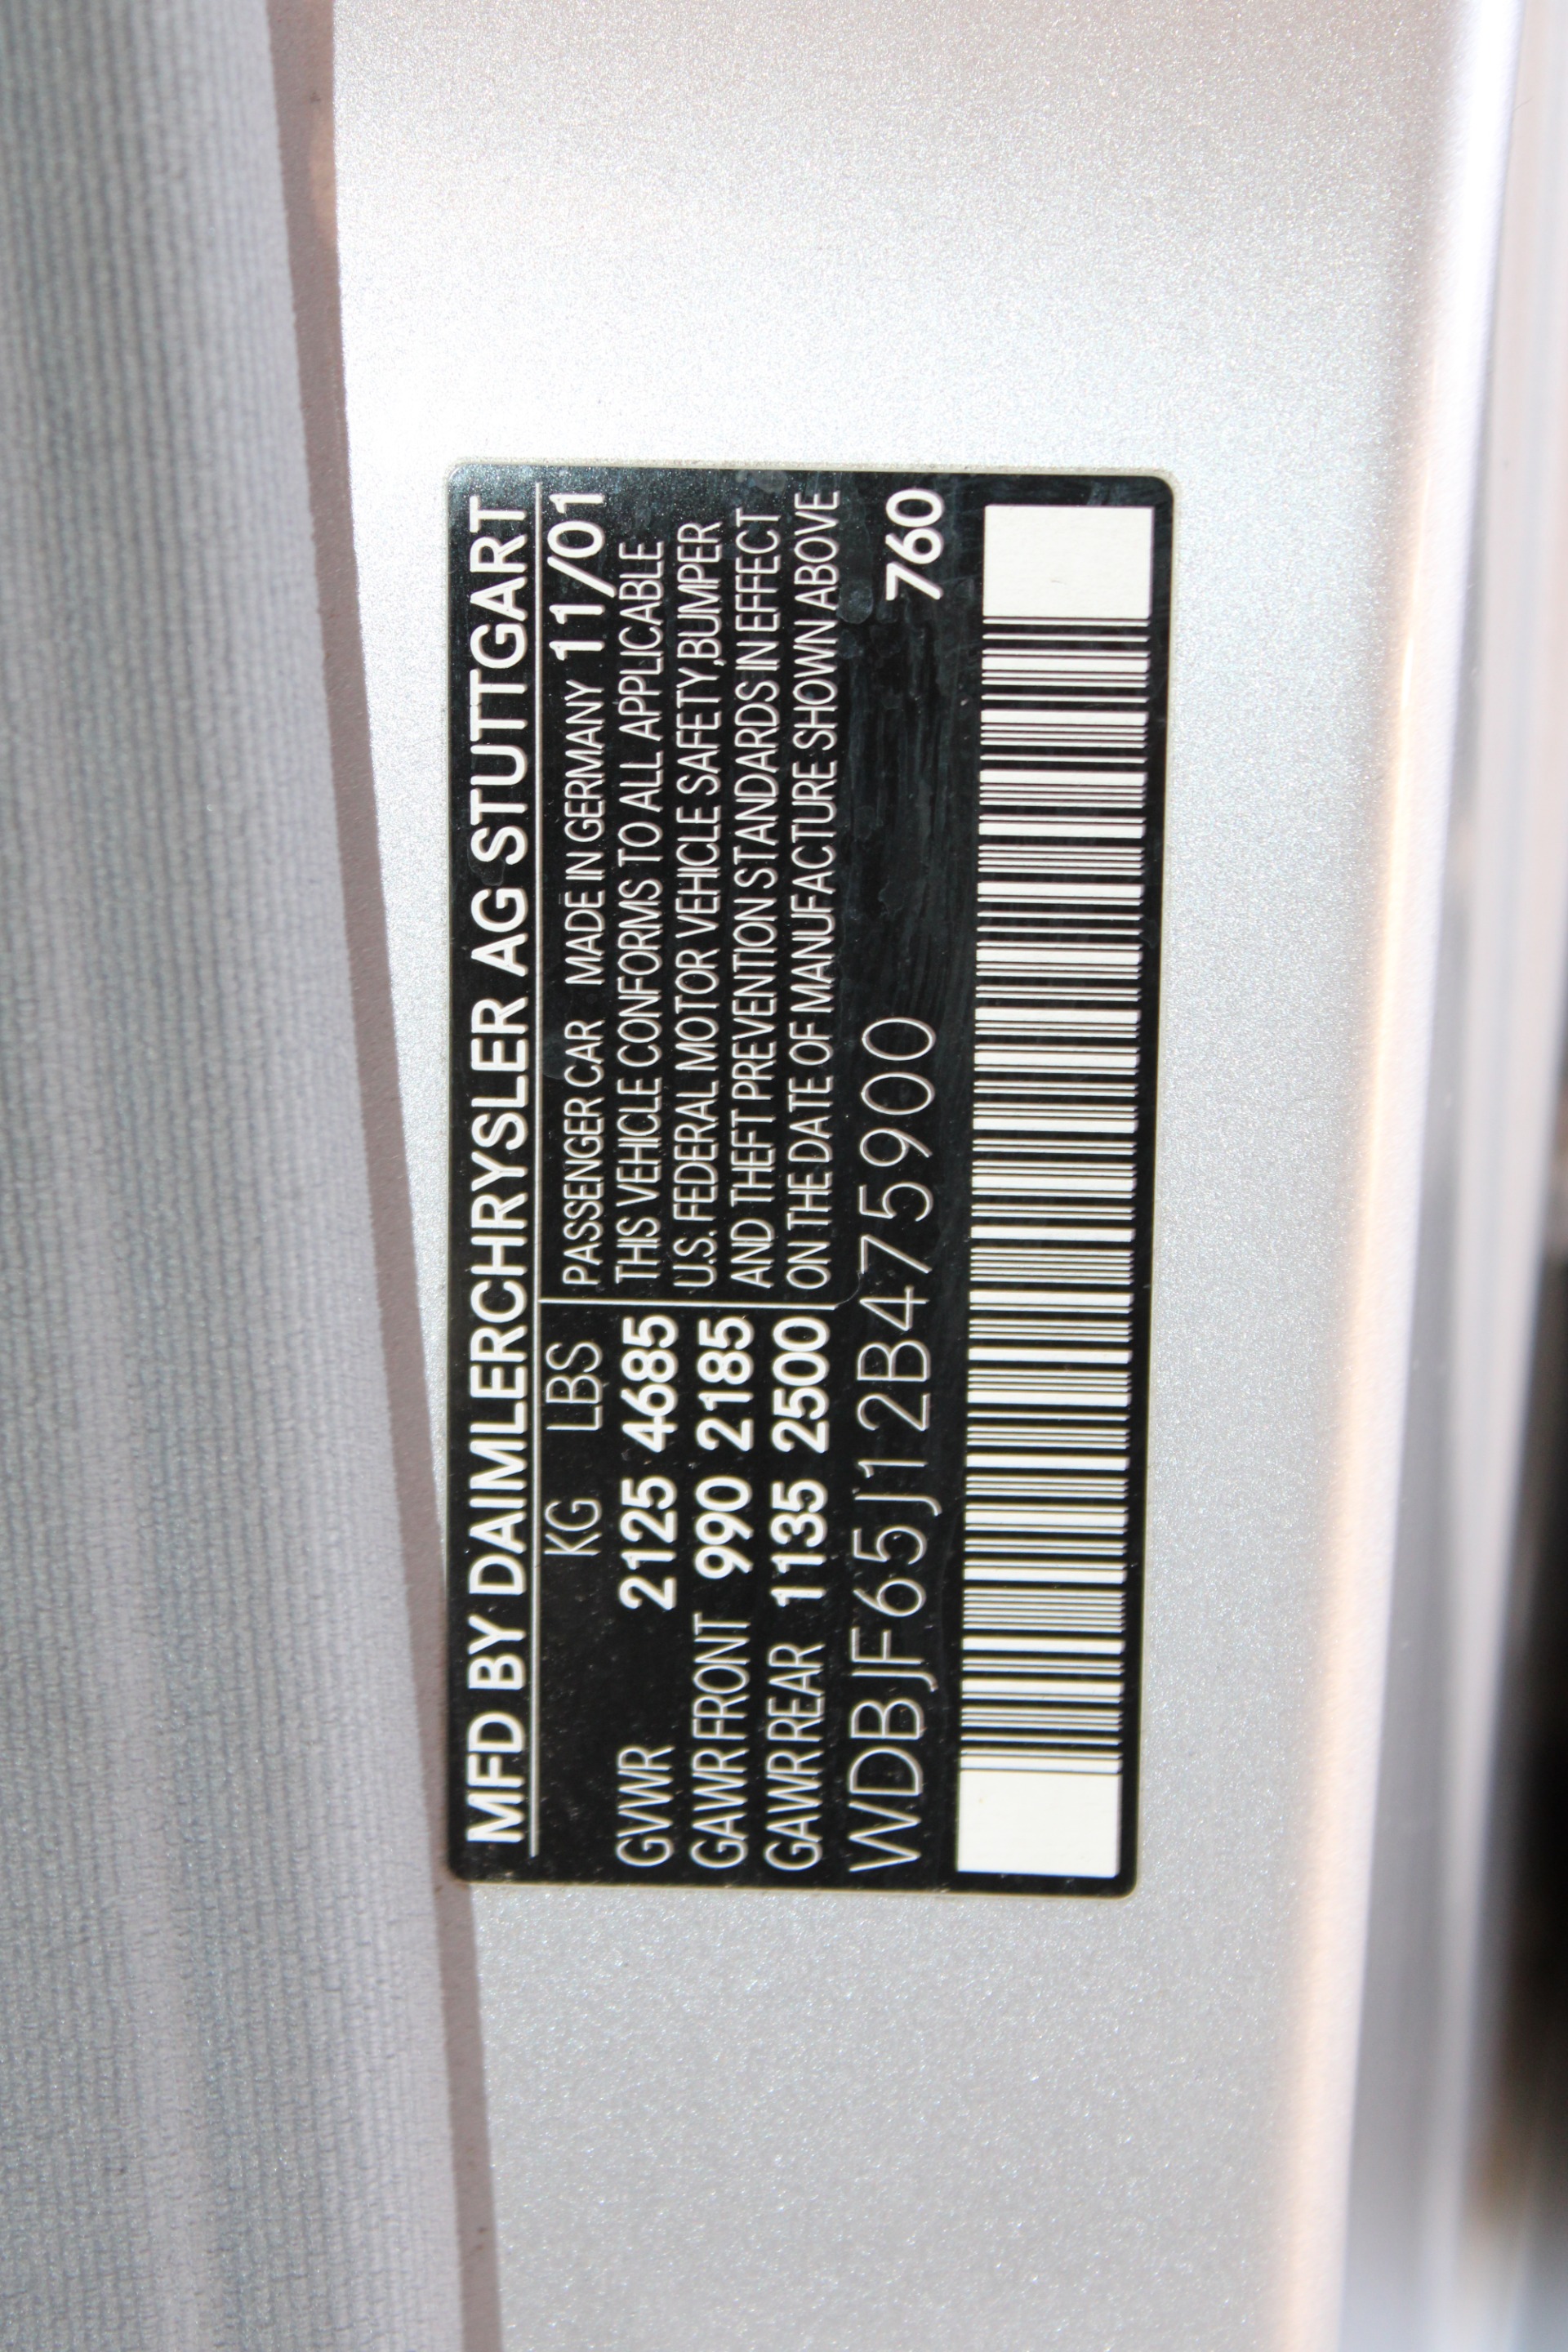 MFD BY DAIMLERCHRYSLER AG STUTTGART
KG LBS
GVWR 2125 4685
GAWR FRONT 990 2185
GAWR REAR 1135 2500
PASSENGER CAR MADE IN GERMANY 11/01
THIS VEHICLE CONFORMS TO ALL APPLICABLE
U.S. FEDERAL MOTOR VEHICLE SAFETY,BUMPER
AND THEFT PREVENTION STANDARDS IN EFFECT
ON THE DATE OF MANUFACTURE SHOWN ABOVE
WDBJF65J12B475900 760